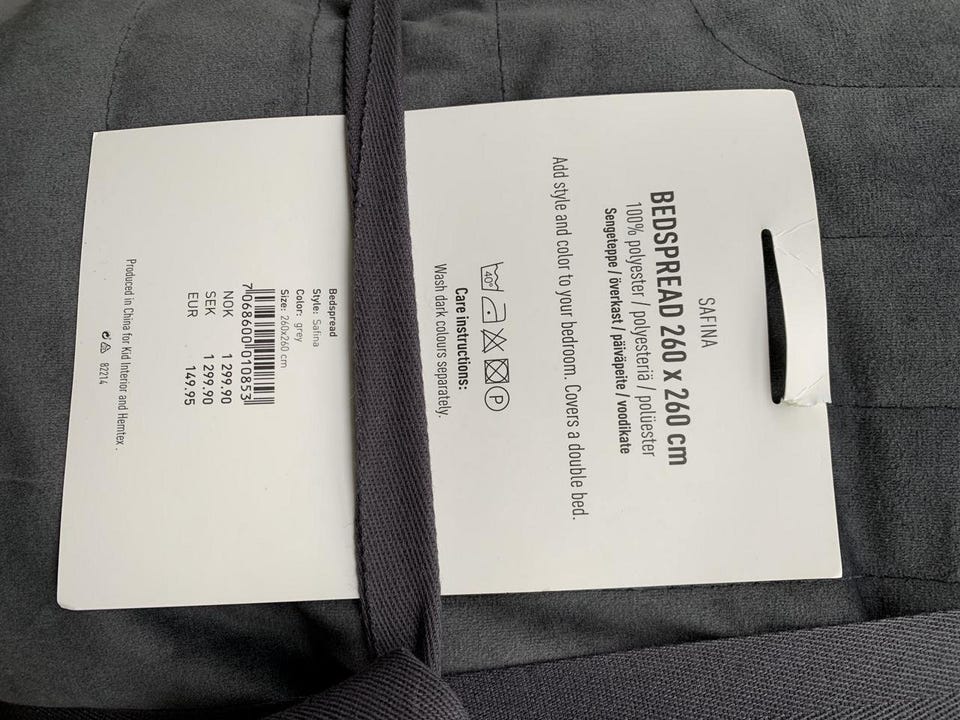 SAFINA
BEDSPREAD 260 x 260 cm
100% polyester / polyesteriä / polüester
Sengeteppe / överkast / päiväpeite / voodikate
Add style and color to your bedroom. Covers a double bed.
40°
P
Care instructions:
Wash dark colours separately.
Bedspread
Style: Safina
Color: grey
Size: 260x260 cm
7068600010853
NOK 1 299.90
SEK 1 299.90
EUR 149.95
Produced in China for Kid Interior and Hemtex.
82214